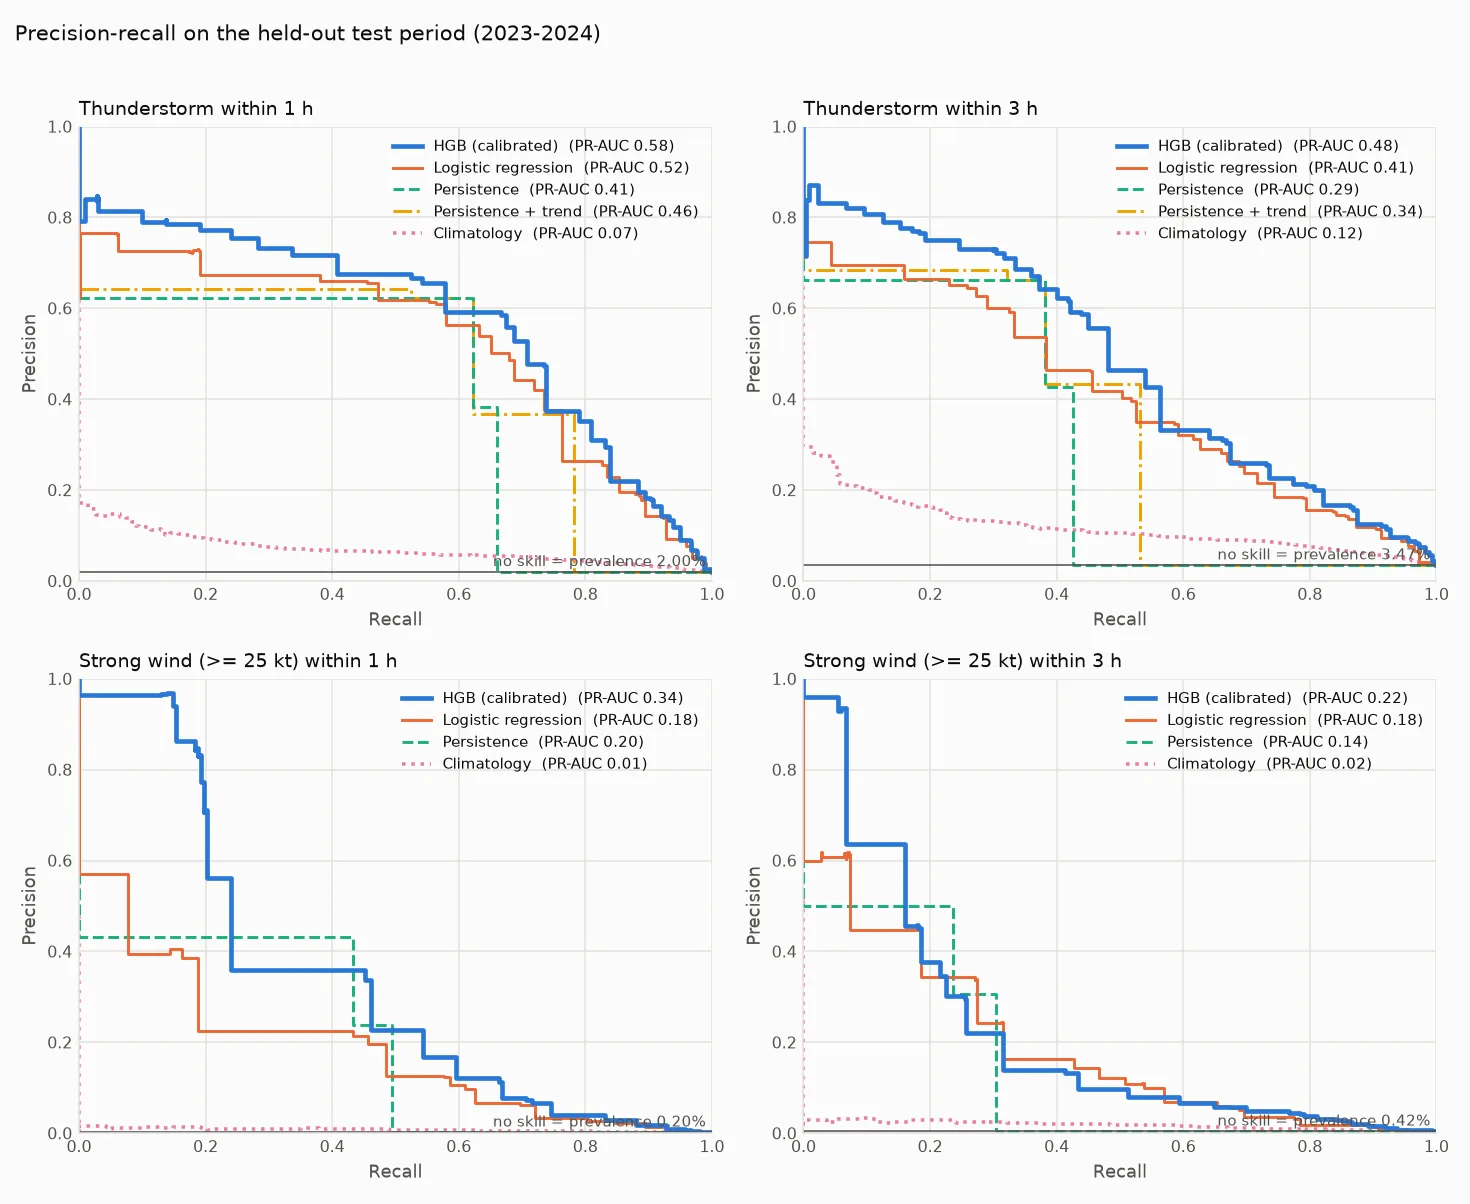 Precision-recall on the held-out test period (2023-2024)
Thunderstorm within 1 h
1.0
0.8
0.6
0.4
0.2
0.0
Precision
HGB (calibrated) (PR-AUC 0.58)
Logistic regression (PR-AUC 0.52)
Persistence (PR-AUC 0.41)
Persistence + trend (PR-AUC 0.46)
Climatology (PR-AUC 0.07)
no skill = prevalence 2.00%
0.0 0.2 0.4 0.6 0.8 1.0
Recall
Thunderstorm within 3 h
1.0
0.8
0.6
0.4
0.2
0.0
Precision
HGB (calibrated) (PR-AUC 0.48)
Logistic regression (PR-AUC 0.41)
Persistence (PR-AUC 0.29)
Persistence + trend (PR-AUC 0.34)
Climatology (PR-AUC 0.12)
no skill = prevalence 3.47%
0.0 0.2 0.4 0.6 0.8 1.0
Recall
Strong wind (>= 25 kt) within 1 h
1.0
0.8
0.6
0.4
0.2
0.0
Precision
HGB (calibrated) (PR-AUC 0.34)
Logistic regression (PR-AUC 0.18)
Persistence (PR-AUC 0.20)
Climatology (PR-AUC 0.01)
no skill = prevalence 0.20%
0.0 0.2 0.4 0.6 0.8 1.0
Recall
Strong wind (>= 25 kt) within 3 h
1.0
0.8
0.6
0.4
0.2
0.0
Precision
HGB (calibrated) (PR-AUC 0.22)
Logistic regression (PR-AUC 0.18)
Persistence (PR-AUC 0.14)
Climatology (PR-AUC 0.02)
no skill = prevalence 0.42%
0.0 0.2 0.4 0.6 0.8 1.0
Recall